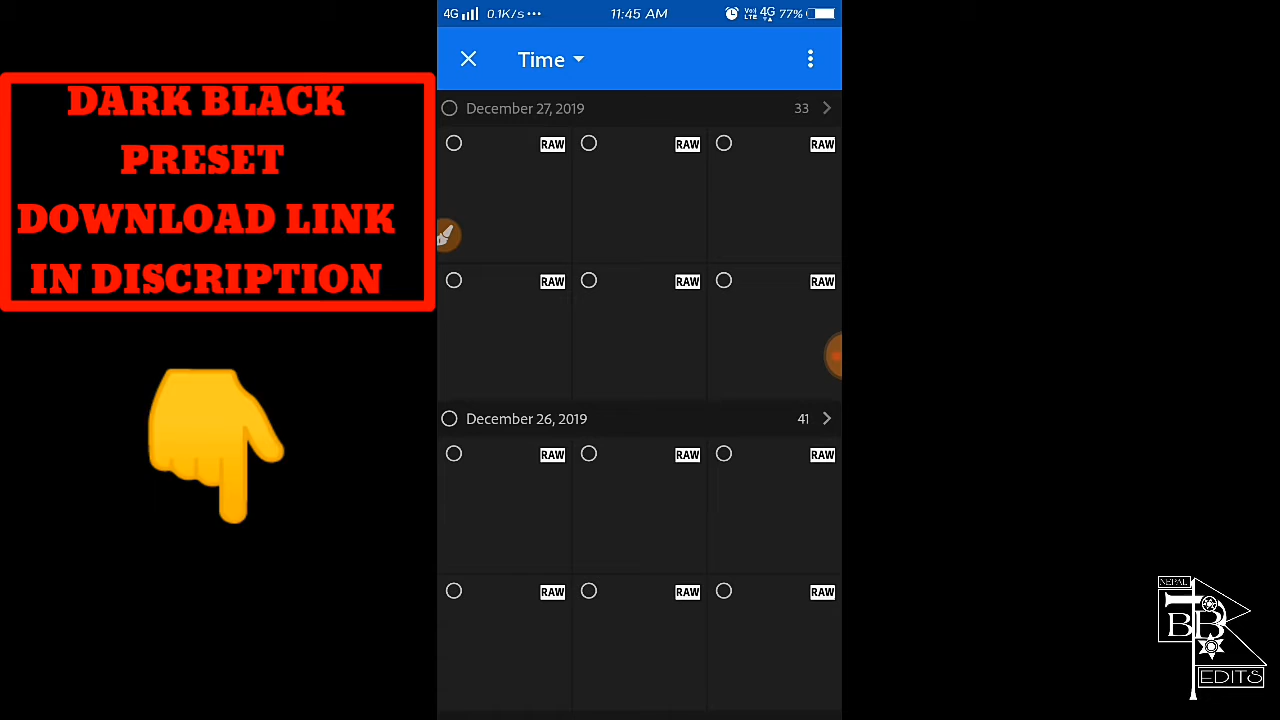 4G 0.1K/s ••• 11:45 AM VoLTE 4G 77%
DARK BLACK
PRESET
DOWNLOAD LINK
IN DISCRIPTION
Time
December 27, 2019 33
RAW RAW RAW
RAW RAW RAW
December 26, 2019 41
RAW RAW RAW
RAW RAW RAW
NEPAL
BB
EDITS